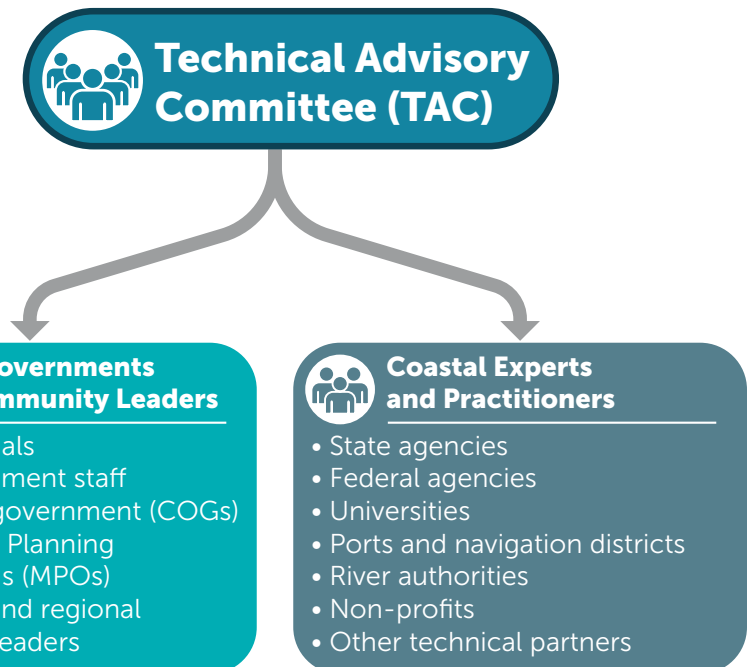 Technical Advisory
Committee (TAC)
overnments
mmunity Leaders
als
ment staff
government (COGs)
Planning
s (MPOs)
nd regional
eaders
Coastal Experts
and Practitioners
• State agencies
• Federal agencies
• Universities
• Ports and navigation districts
• River authorities
• Non-profits
• Other technical partners